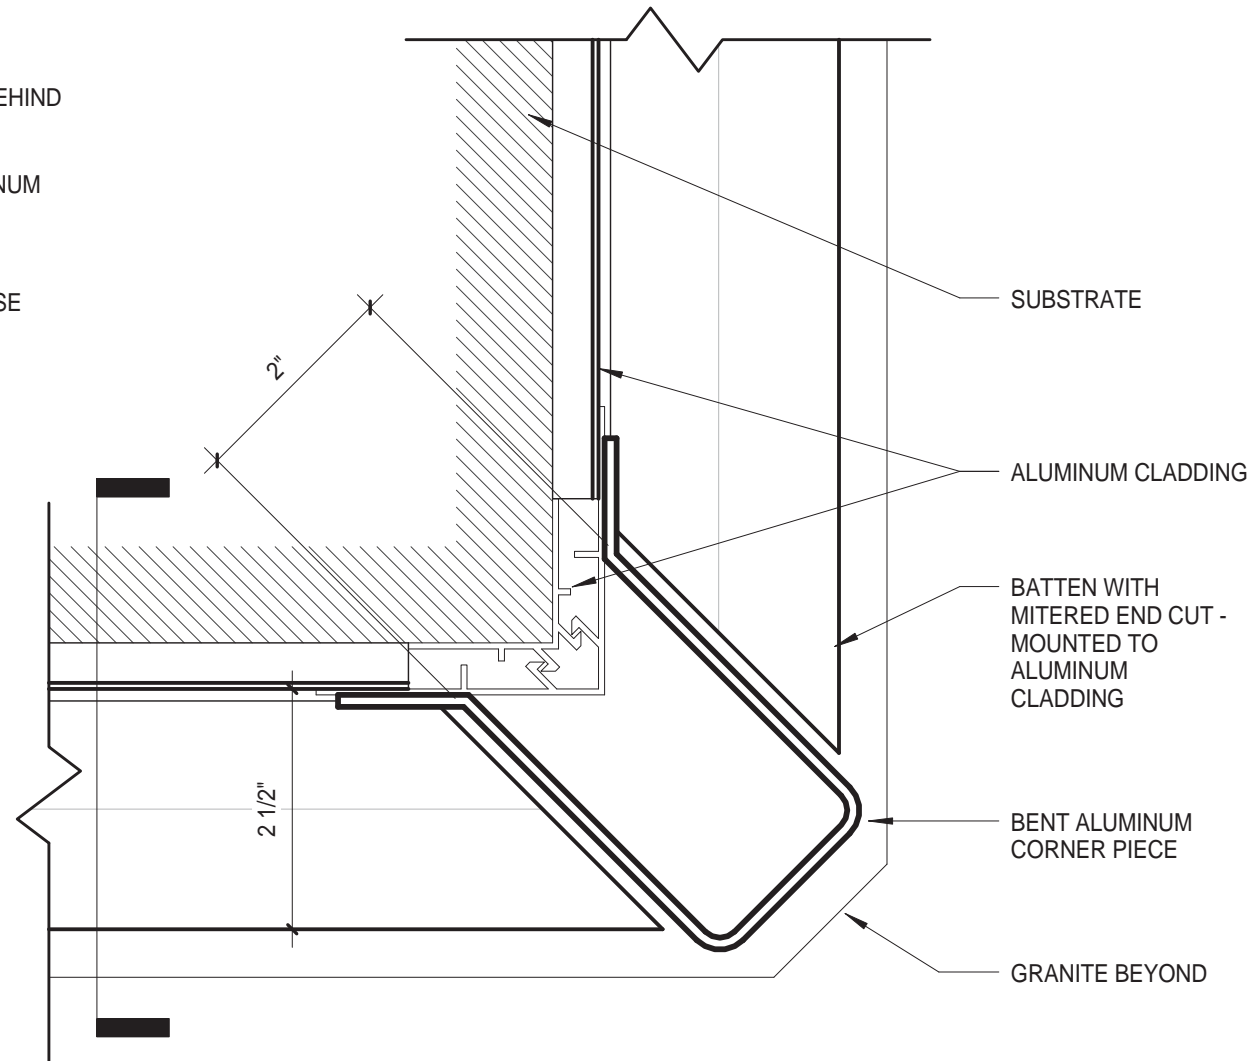 EHIND
NUM
SE
2"
SUBSTRATE
ALUMINUM CLADDING
BATTEN WITH
MITERED END CUT -
MOUNTED TO
ALUMINUM
CLADDING
2 1/2"
BENT ALUMINUM
CORNER PIECE
GRANITE BEYOND